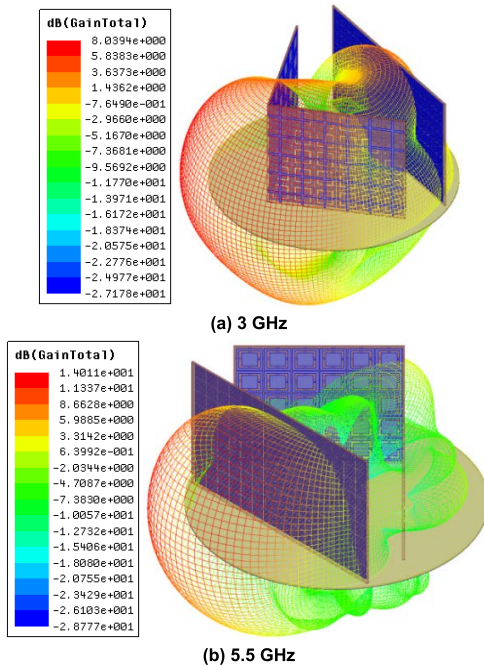 dB(GainTotal)
8.0394e+000
5.8383e+000
3.6373e+000
1.4362e+000
-7.6490e-001
-2.9660e+000
-5.1670e+000
-7.3681e+000
-9.5692e+000
-1.1770e+001
-1.3971e+001
-1.6172e+001
-1.8374e+001
-2.0575e+001
-2.2776e+001
-2.4977e+001
-2.7178e+001
(a) 3 GHz
dB(GainTotal)
1.4011e+001
1.1337e+001
8.6628e+000
5.9885e+000
3.3142e+000
6.3992e-001
-2.0344e+000
-4.7087e+000
-7.3830e+000
-1.0057e+001
-1.2732e+001
-1.5406e+001
-1.8080e+001
-2.0755e+001
-2.3429e+001
-2.6103e+001
-2.8777e+001
(b) 5.5 GHz